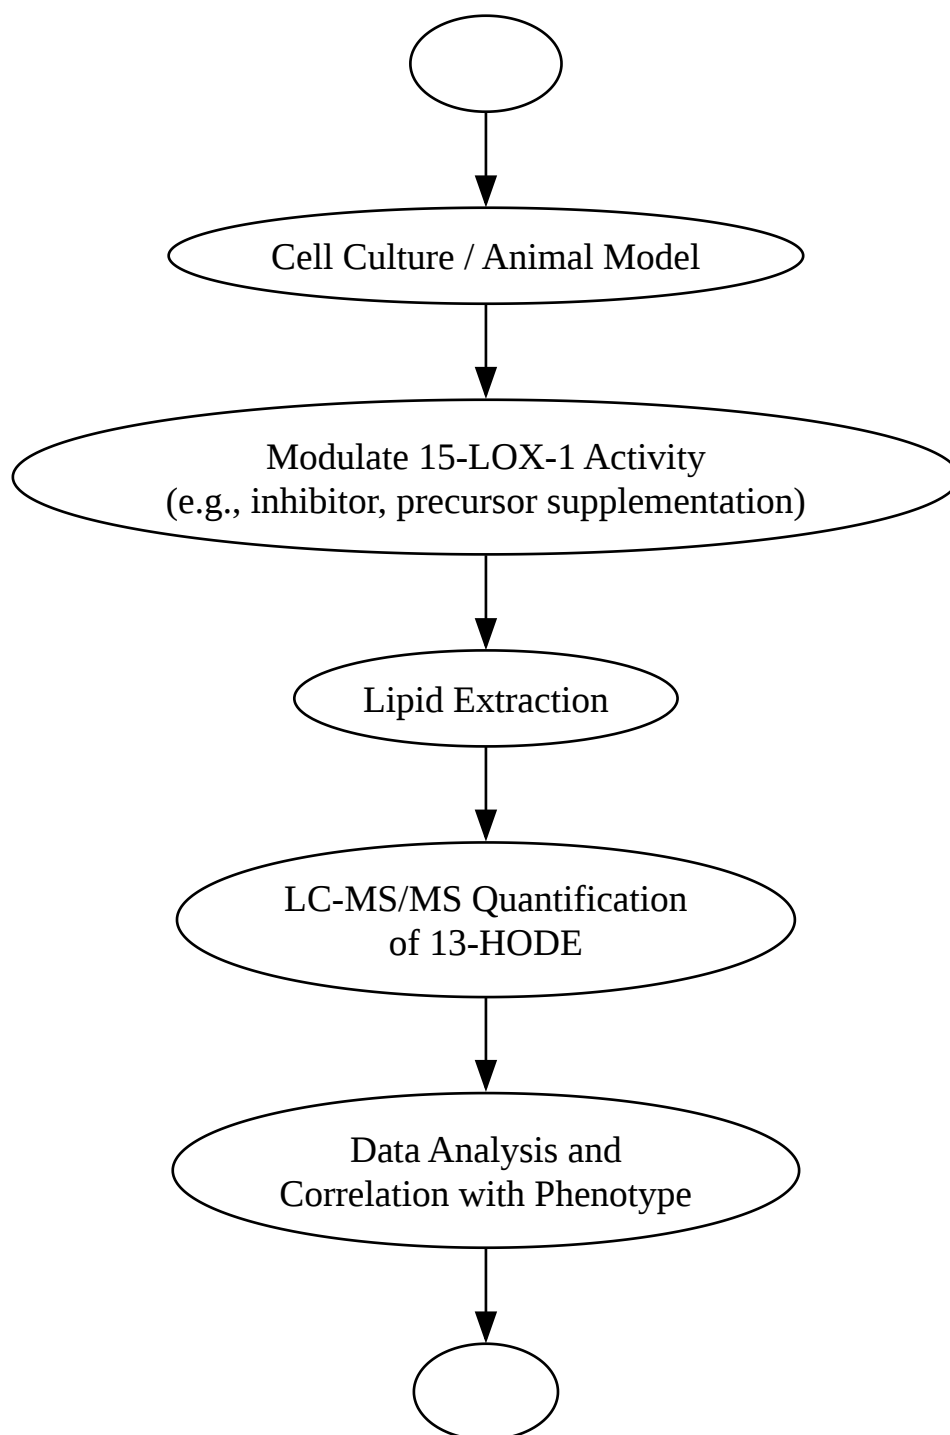 Cell Culture / Animal Model
Modulate 15-LOX-1 Activity
(e.g., inhibitor, precursor supplementation)
Lipid Extraction
LC-MS/MS Quantification
of 13-HODE
Data Analysis and
Correlation with Phenotype